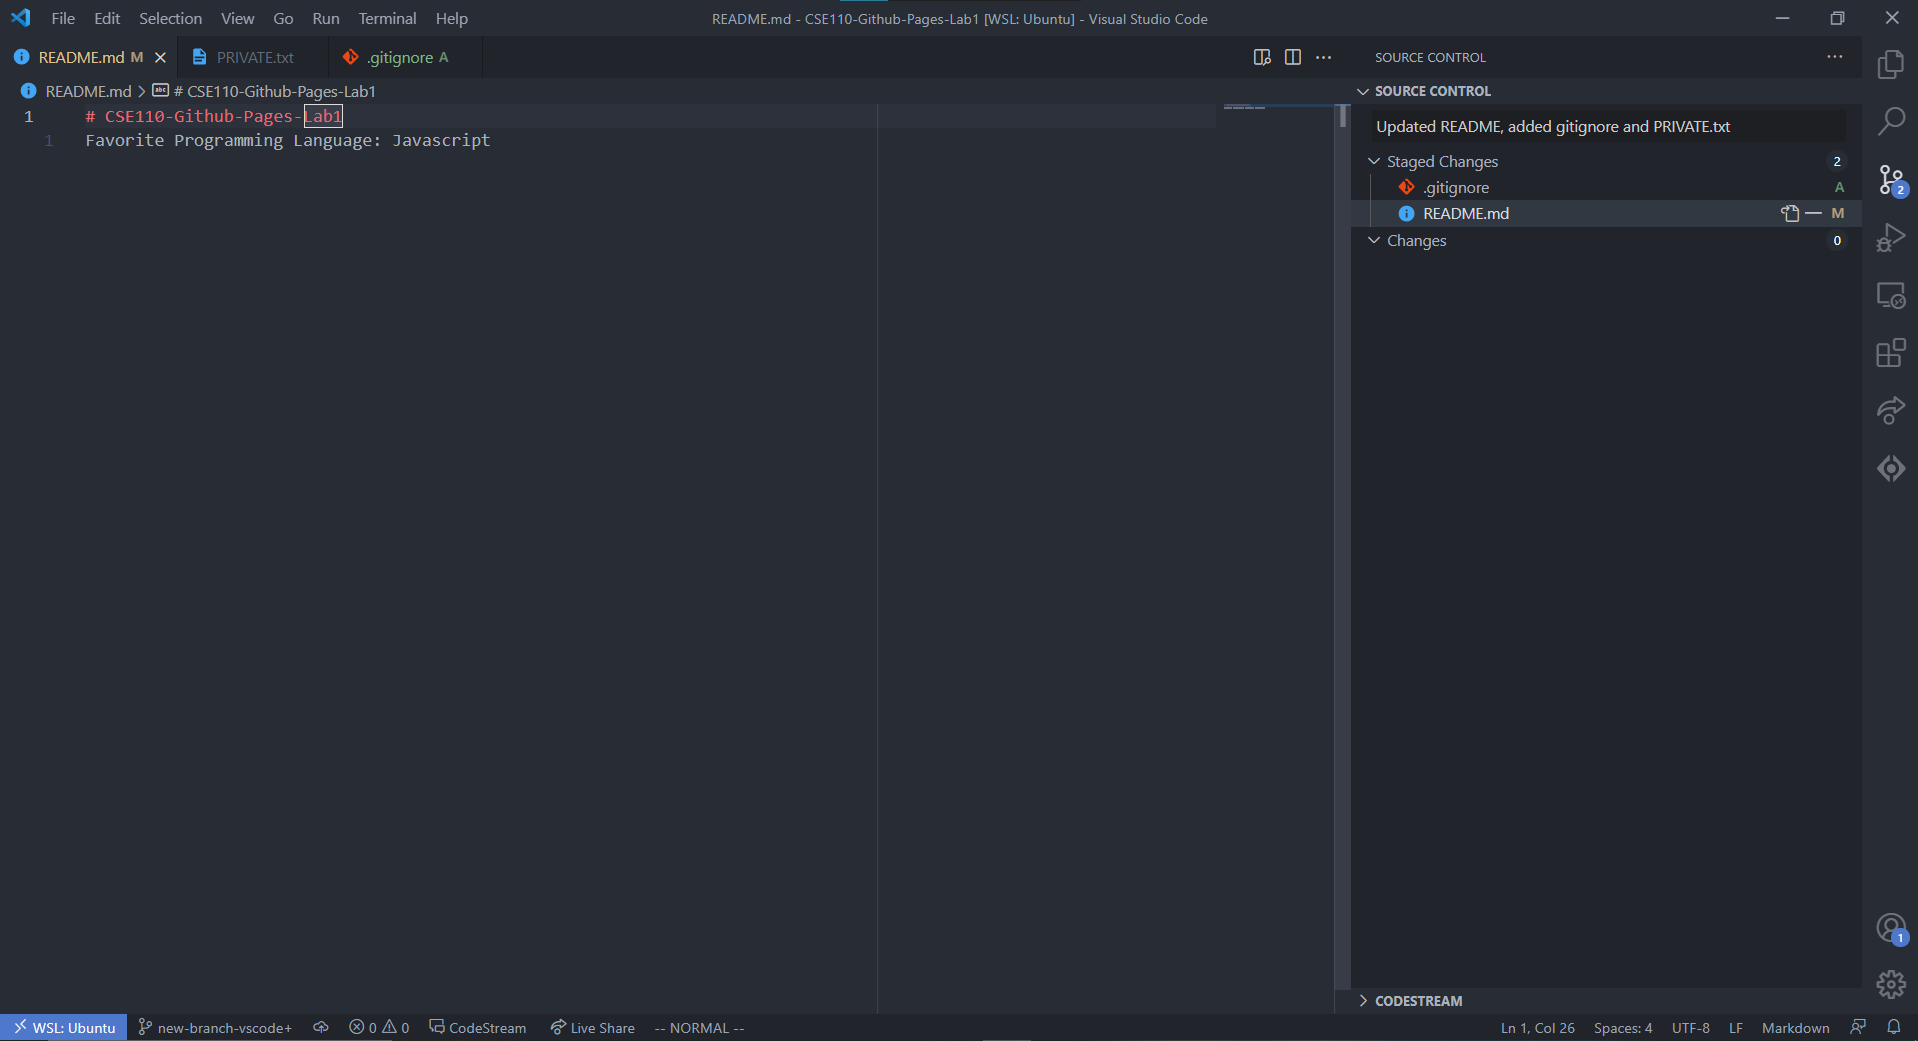 File Edit Selection View Go Run Terminal Help
README.md - CSE110-Github-Pages-Lab1 [WSL: Ubuntu] - Visual Studio Code
README.md M PRIVATE.txt .gitignore A
README.md > # CSE110-Github-Pages-Lab1
1 # CSE110-Github-Pages-Lab1
1 Favorite Programming Language: Javascript
SOURCE CONTROL
SOURCE CONTROL
Updated README, added gitignore and PRIVATE.txt
Staged Changes 2
.gitignore A
README.md M
Changes 0
2
1
CODESTREAM
WSL: Ubuntu new-branch-vscode+ 0 0 CodeStream Live Share -- NORMAL -- Ln 1, Col 26 Spaces: 4 UTF-8 LF Markdown